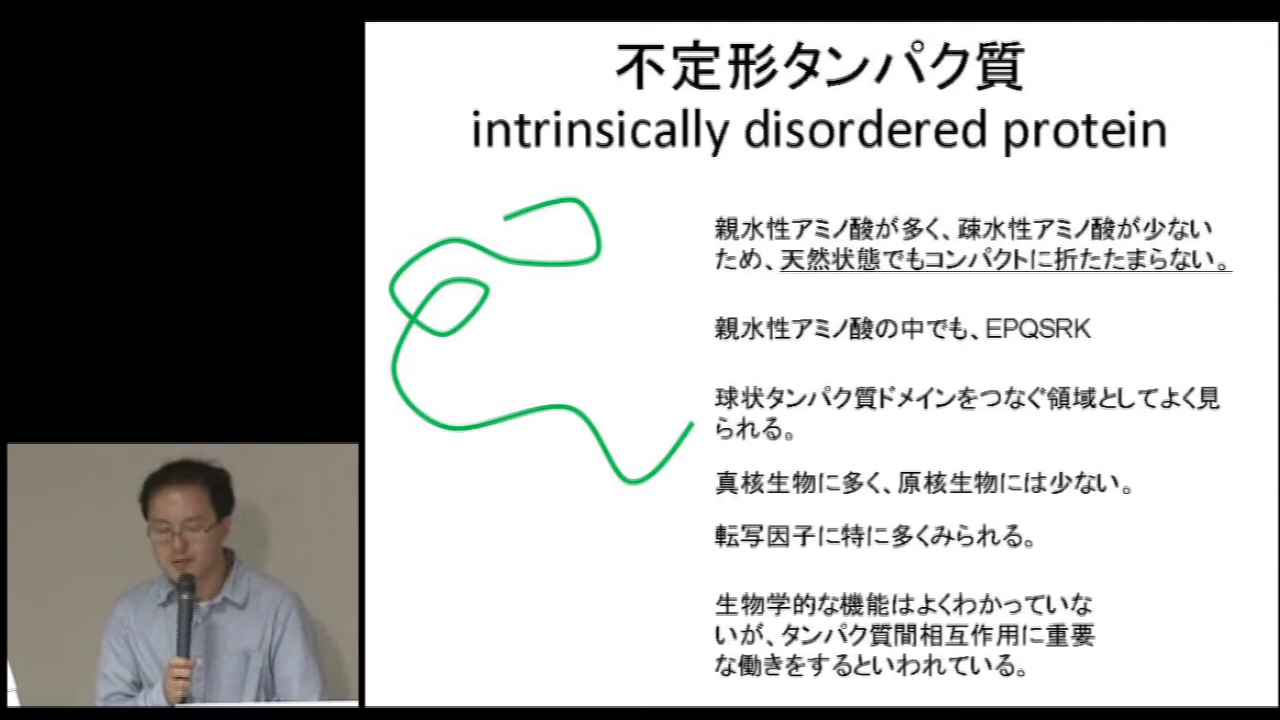 不定形タンパク質
intrinsically disordered protein
親水性アミノ酸が多く、疎水性アミノ酸が少ない
ため、天然状態でもコンパクトに折たたまらない。
親水性アミノ酸の中でも、EPQSRK
球状タンパク質ドメインをつなぐ領域としてよく見
られる。
真核生物に多く、原核生物には少ない。
転写因子に特に多くみられる。
生物学的な機能はよくわかっていな
いが、タンパク質間相互作用に重要
な働きをするといわれている。